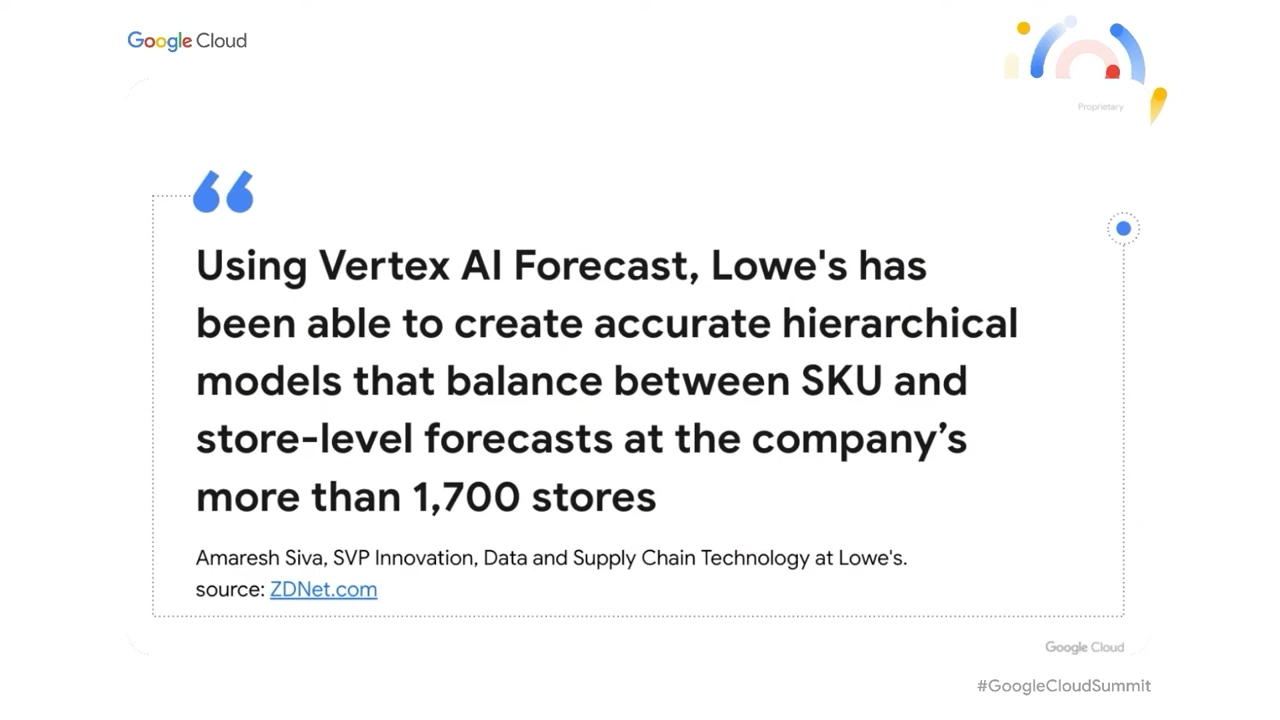 Google Cloud
Proprietary
Using Vertex AI Forecast, Lowe's has
been able to create accurate hierarchical
models that balance between SKU and
store-level forecasts at the company’s
more than 1,700 stores
Amaresh Siva, SVP Innovation, Data and Supply Chain Technology at Lowe's.
source: ZDNet.com
Google Cloud
#GoogleCloudSummit